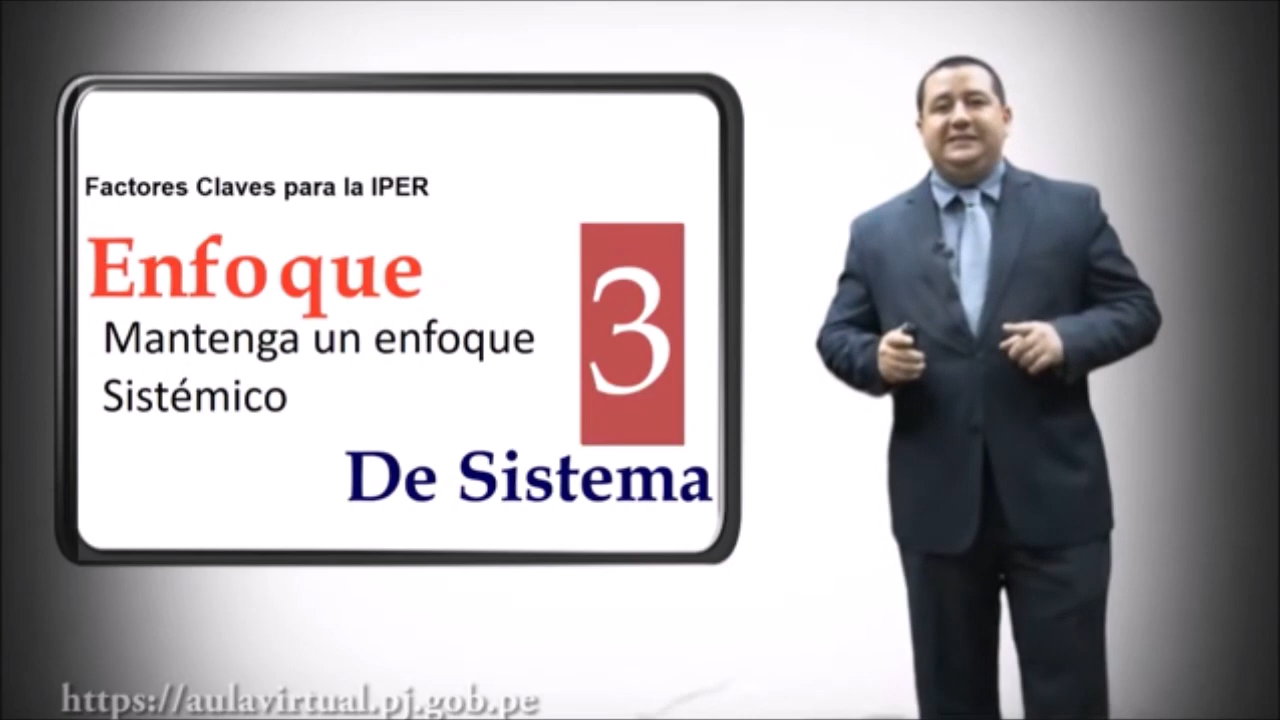 Factores Claves para la IPER
Enfoque
Mantenga un enfoque
Sistémico
3
De Sistema
https://aulavirtual.pj.gob.pe